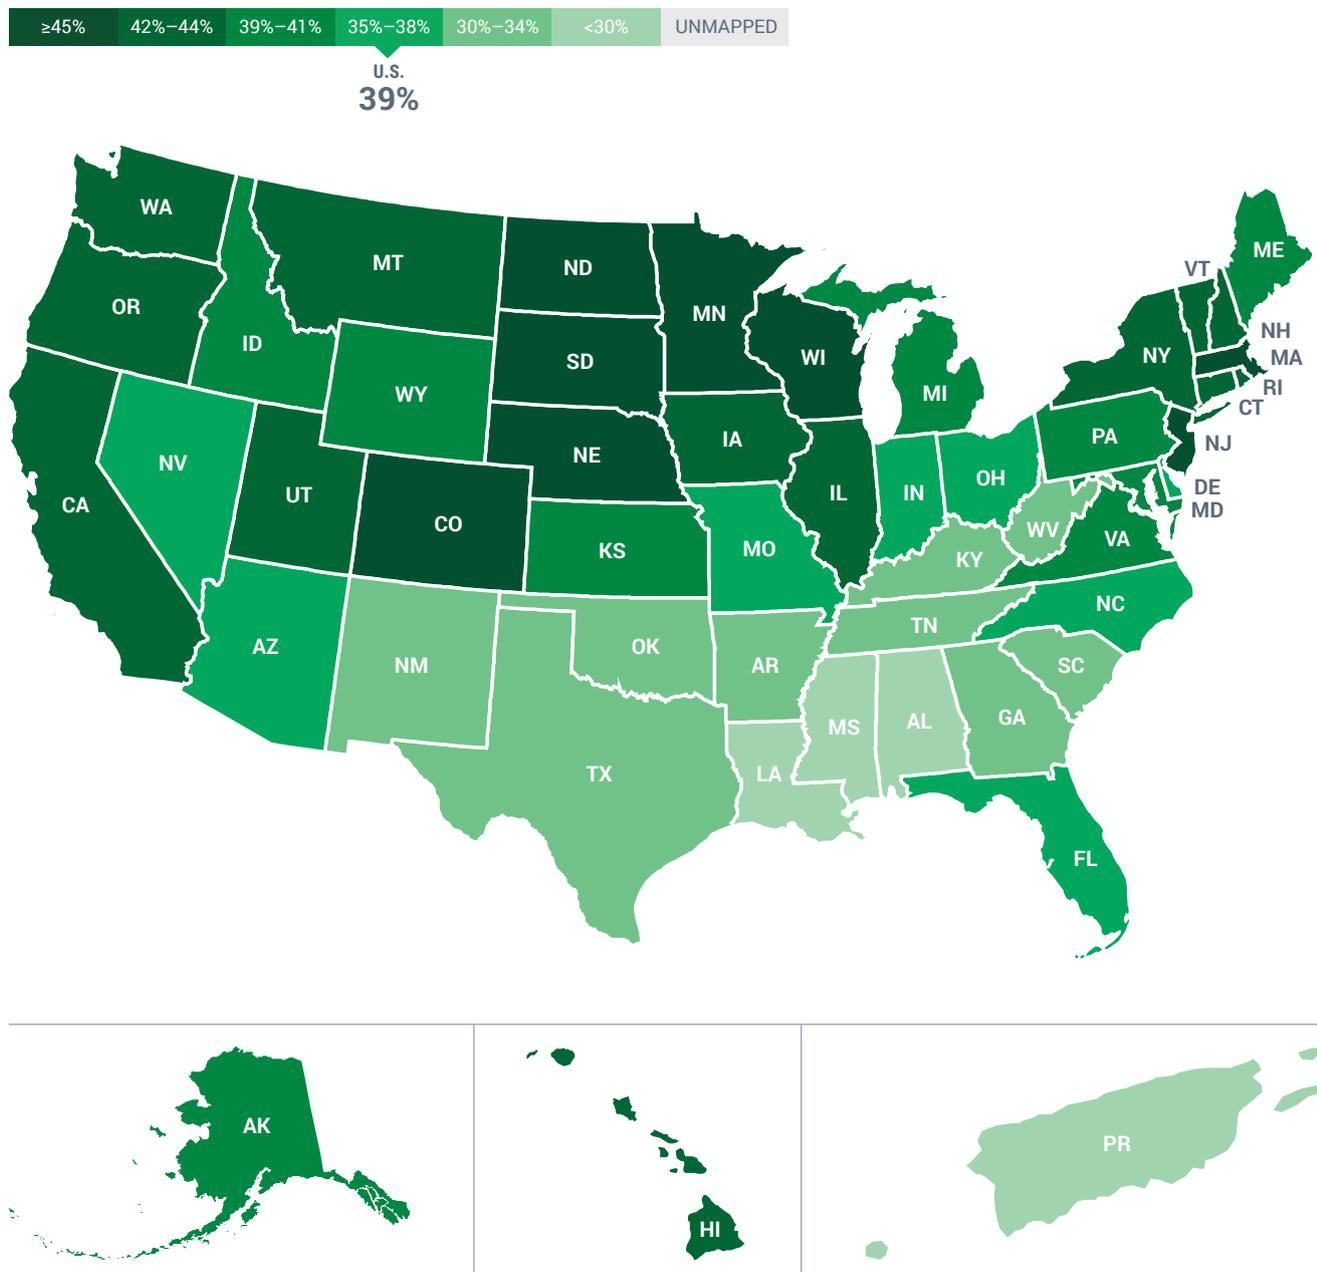 ≥45% 42%–44% 39%–41% 35%–38% 30%–34% <30% UNMAPPED
U.S.
39%
WA
MT
ND
MN
ME
VT
OR
ID
SD
WI
NY
NH
MA
WY
MI
RI
CT
NV
UT
NE
IA
PA
NJ
CA
CO
IL
IN
OH
DE
MD
KS
MO
WV
VA
KY
NC
AZ
NM
OK
AR
TN
SC
MS
AL
GA
TX
LA
FL
AK
HI
PR